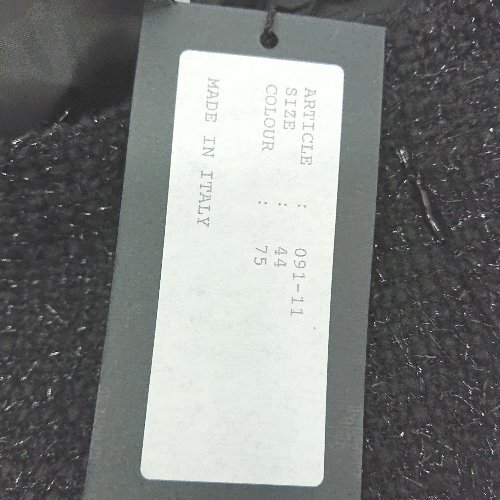 ARTICLE : 091-11
SIZE : 44
COLOUR : 75
MADE IN ITALY